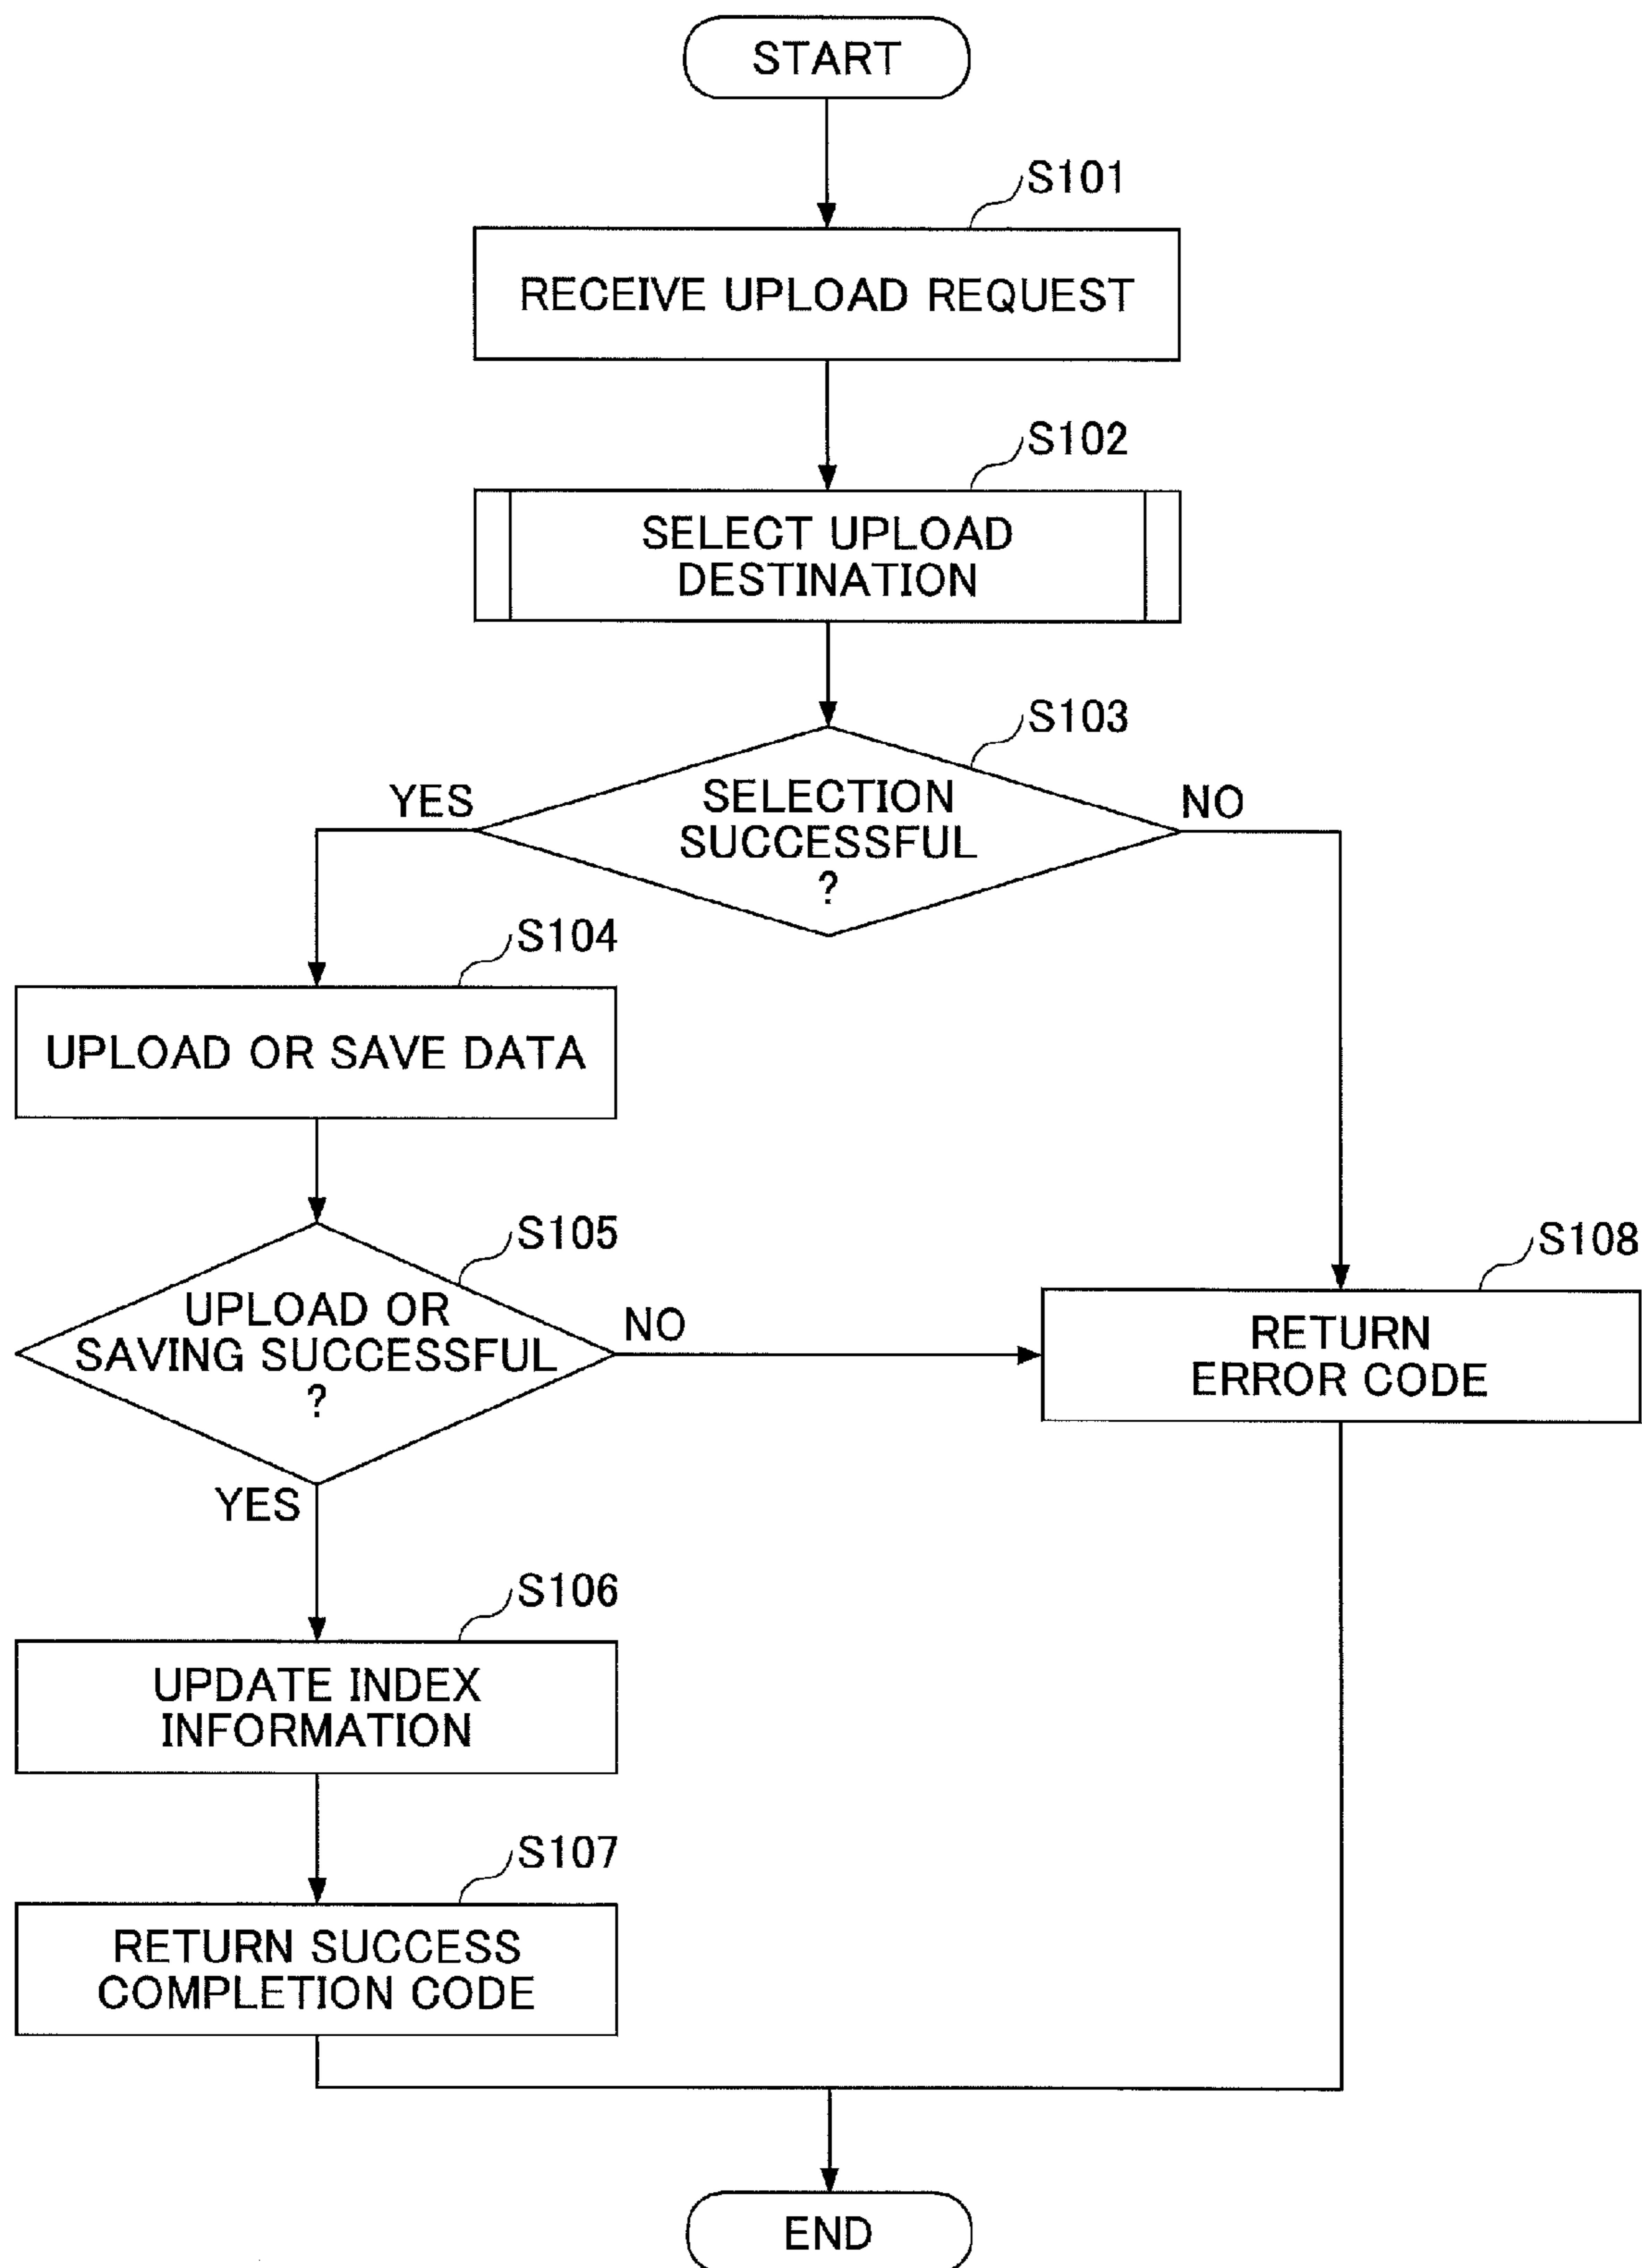 START
S101
RECEIVE UPLOAD REQUEST
S102
SELECT UPLOAD
DESTINATION
S103
YES
SELECTION
SUCCESSFUL
?
NO
S104
UPLOAD OR SAVE DATA
S105
UPLOAD OR
SAVING SUCCESSFUL
?
NO
S108
RETURN
ERROR CODE
YES
S106
UPDATE INDEX
INFORMATION
S107
RETURN SUCCESS
COMPLETION CODE
END